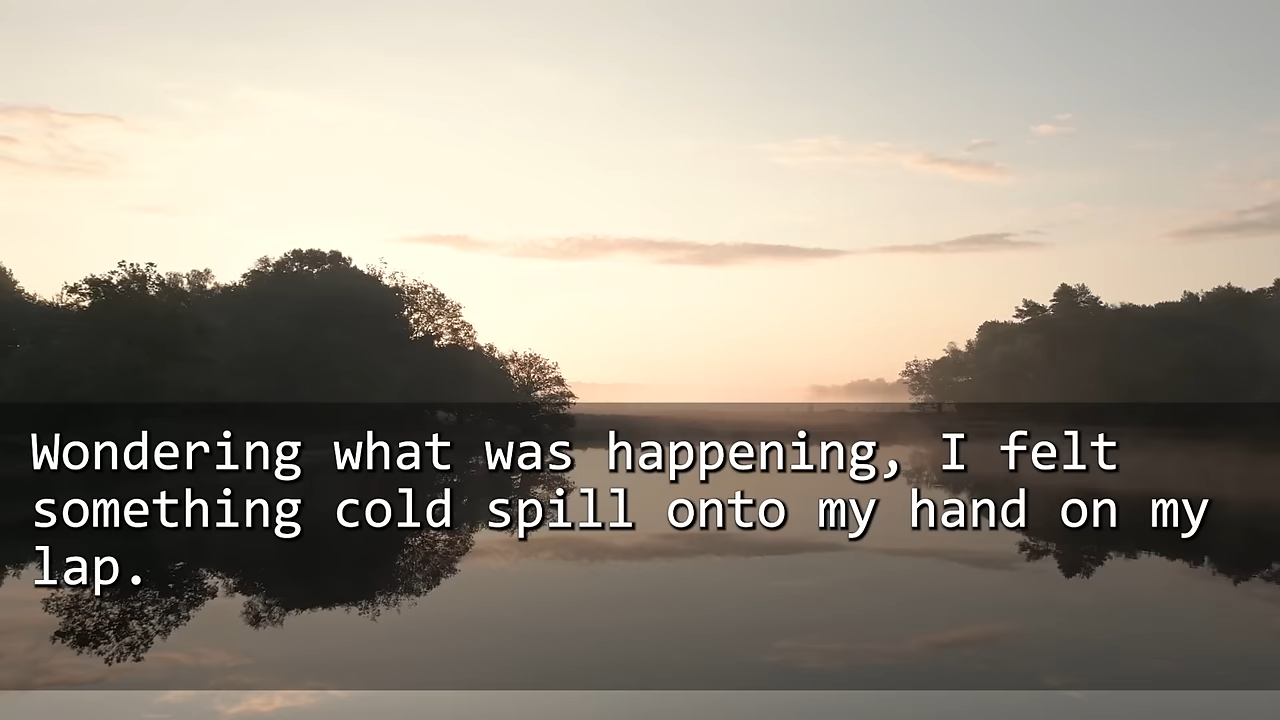 Wondering what was happening, I felt
something cold spill onto my hand on my
lap.